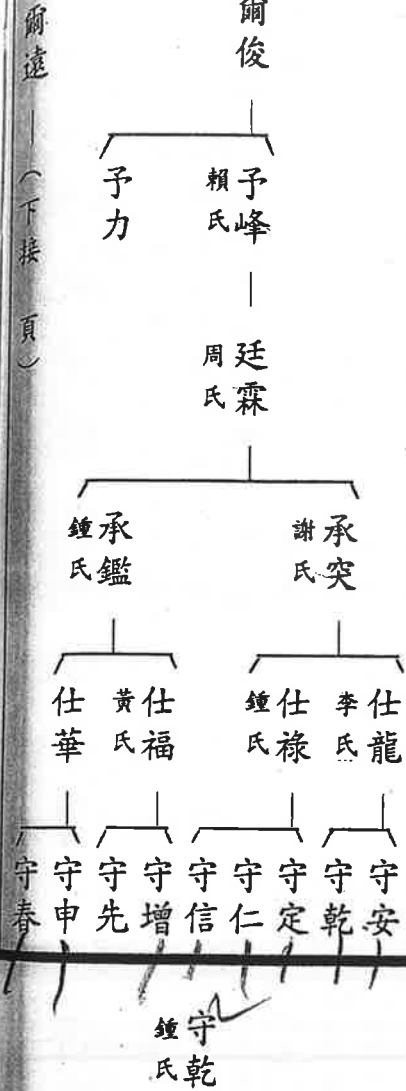 爾俊
爾遠 (下接 頁)
予峰 賴氏
予力
廷霖 周氏
承突 謝氏
承鑑 鍾氏
仕龍 李氏
仕祿 鍾氏
仕福 黃氏
仕華
守安
守乾
守定
守仁
守信
守增
守先
守申
守春
守乾 鍾氏